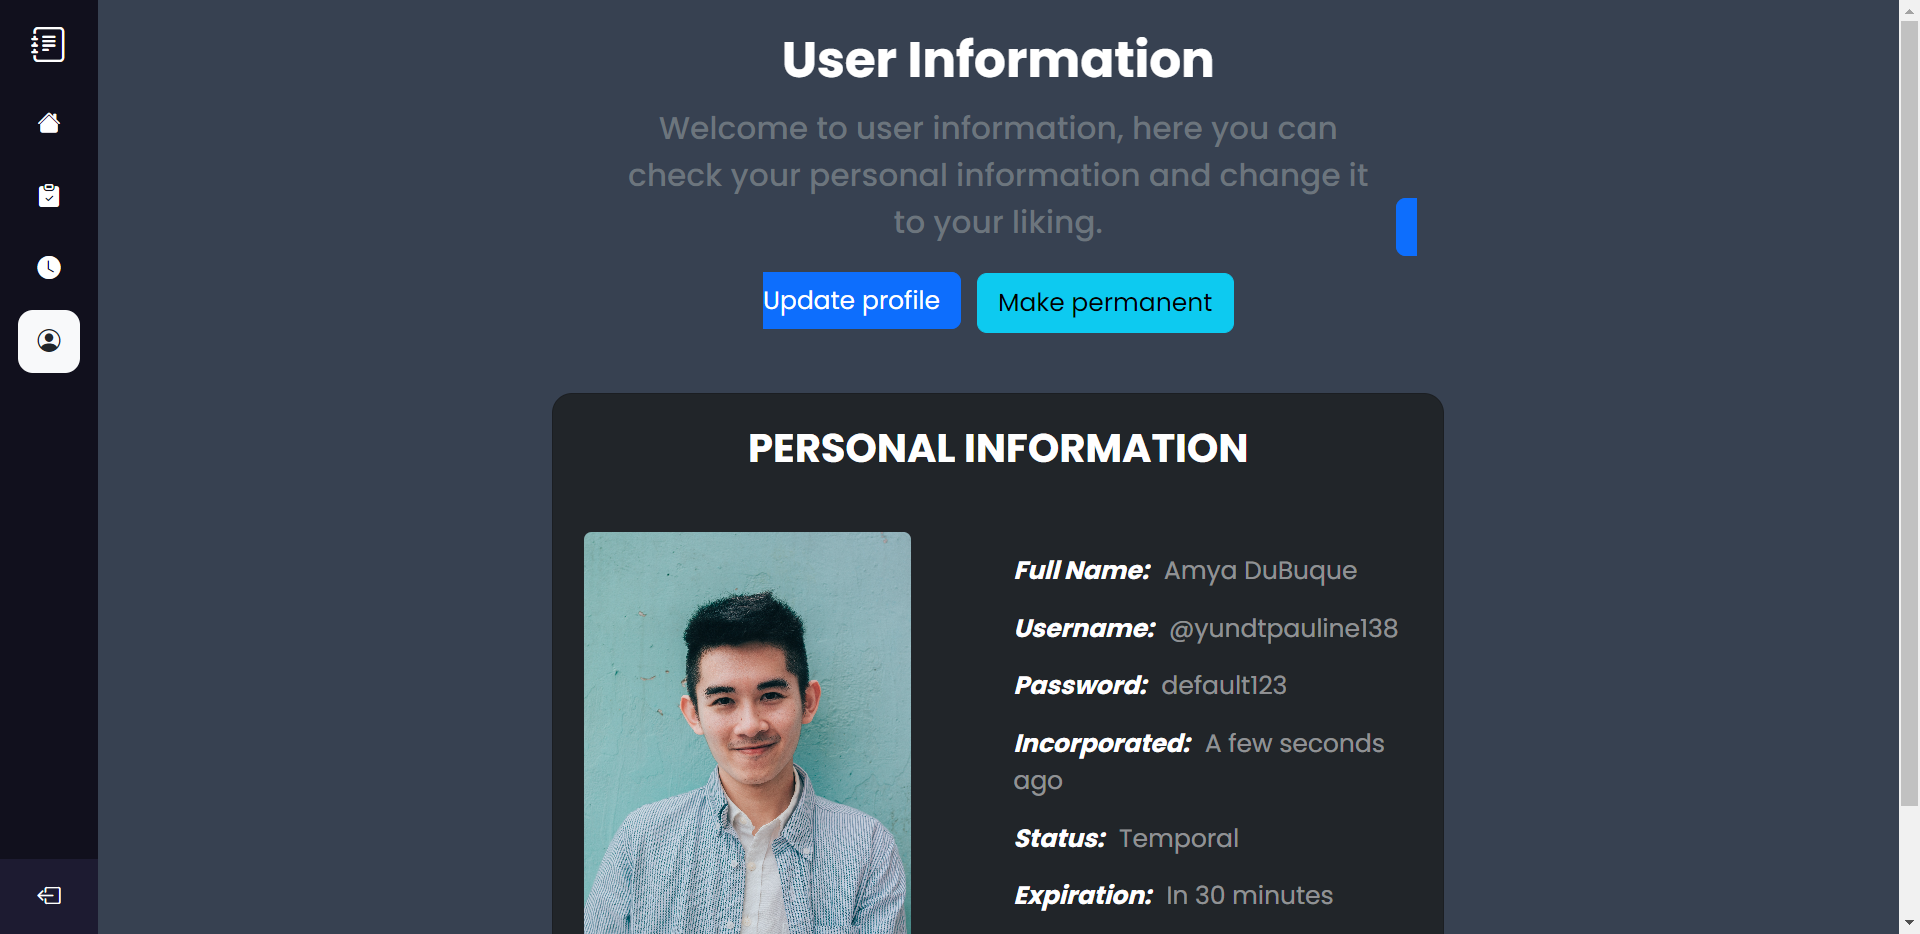 User Information
Welcome to user information, here you can
check your personal information and change it
to your liking.
Update profile
Make permanent
PERSONAL INFORMATION
Full Name: Amya DuBuque
Username: @yundtpauline138
Password: default123
Incorporated: A few seconds
ago
Status: Temporal
Expiration: In 30 minutes